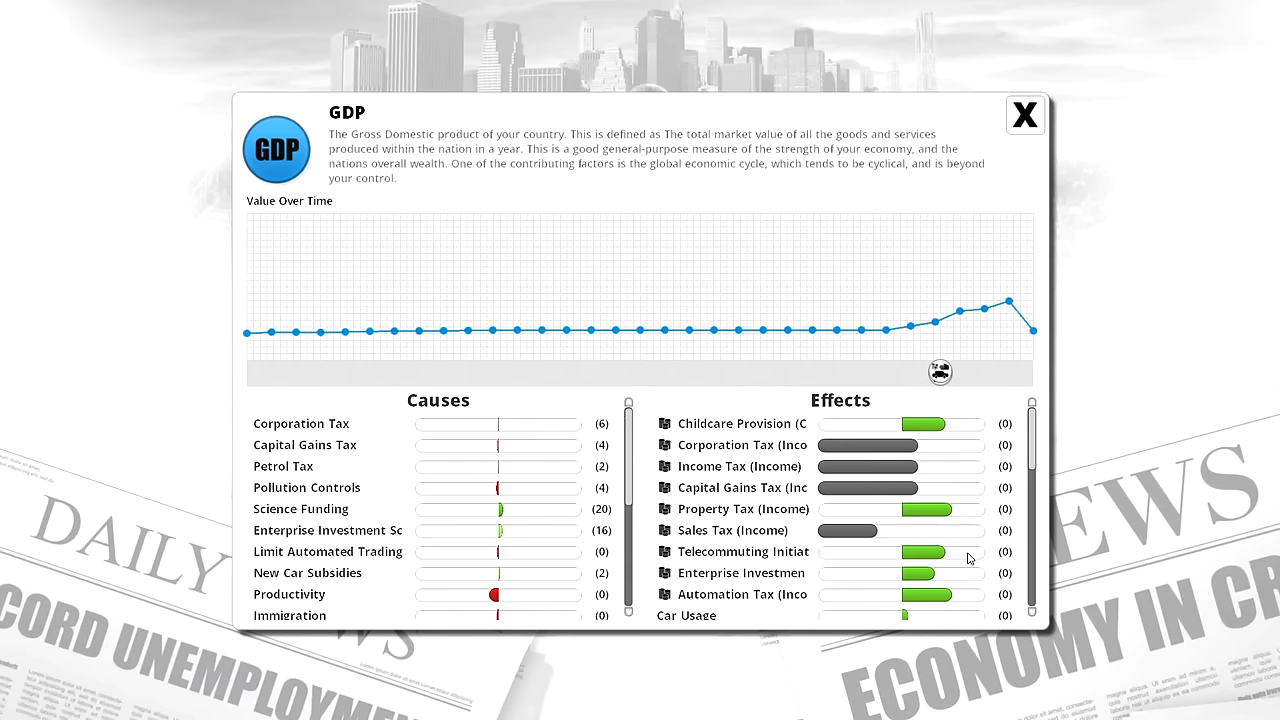 GDP
X
GDP
The Gross Domestic product of your country. This is defined as The total market value of all the goods and services
produced within the nation in a year. This is a good general-purpose measure of the strength of your economy, and the
nations overall wealth. One of the contributing factors is the global economic cycle, which tends to be cyclical, and is beyond
your control.
Value Over Time
Causes
Corporation Tax (6)
Capital Gains Tax (4)
Petrol Tax (2)
Pollution Controls (4)
Science Funding (20)
Enterprise Investment Sc (16)
Limit Automated Trading (0)
New Car Subsidies (2)
Productivity (0)
Immigration (0)
Effects
Childcare Provision (C (0)
Corporation Tax (Inco (0)
Income Tax (Income) (0)
Capital Gains Tax (Inc (0)
Property Tax (Income) (0)
Sales Tax (Income) (0)
Telecommuting Initiat (0)
Enterprise Investmen (0)
Automation Tax (Inco (0)
Car Usage (0)
DAILY
NEWS
ECONOMY IN CR
CORD UNEMPLOYME
WS